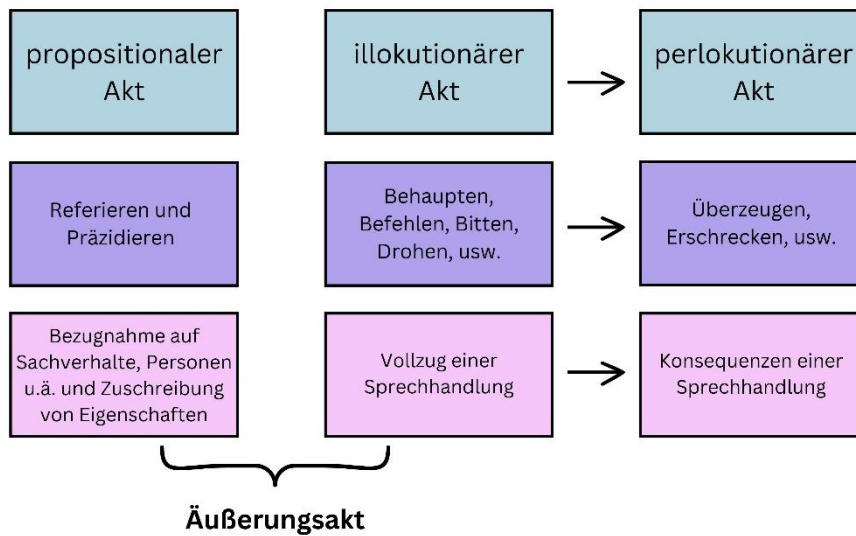 propositionaler
Akt
illokutionärer
Akt
perlokutionärer
Akt
Referieren und
Präzidieren
Behaupten,
Befehlen, Bitten,
Drohen, usw.
Überzeugen,
Erschrecken, usw.
Bezugnahme auf
Sachverhalte, Personen
u.ä. und Zuschreibung
von Eigenschaften
Vollzug einer
Sprechhandlung
Konsequenzen einer
Sprechhandlung
Äußerungsakt